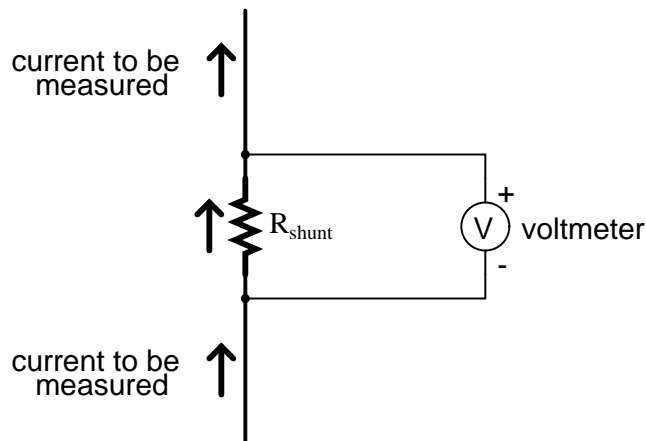 current to be
measured
+
R_shunt
V
voltmeter
-
current to be
measured